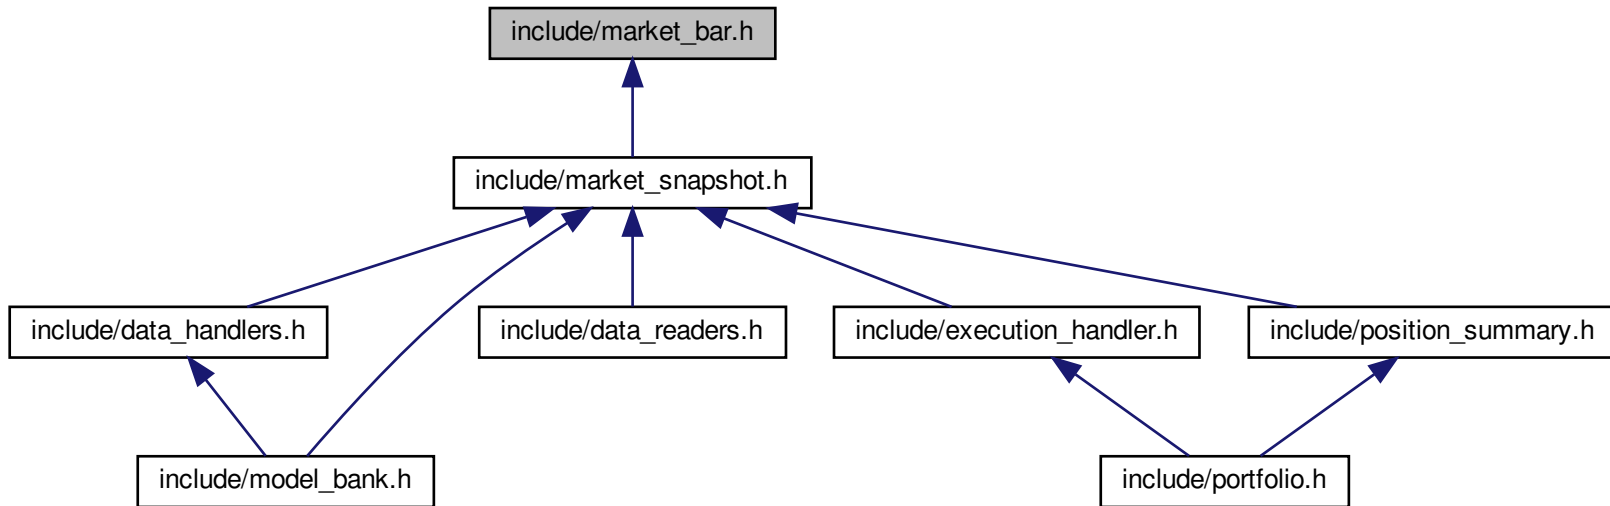 include/market_bar.h
include/market_snapshot.h
include/data_handlers.h
include/data_readers.h
include/execution_handler.h
include/position_summary.h
include/model_bank.h
include/portfolio.h